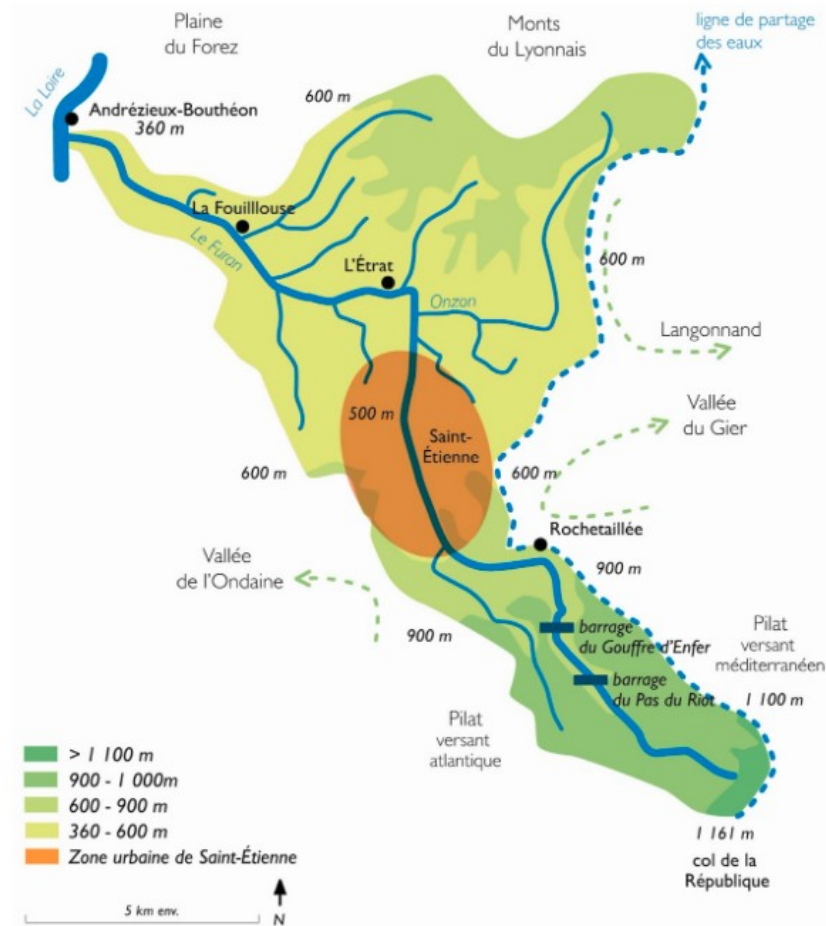 Plaine
du Forez
Monts
du Lyonnais
ligne de partage
des eaux
La Loire
Andrézieux-Bouthéon
360 m
600 m
La Fouilllouse
Le Furan
L'Étrat
Onzon
600 m
Langonnand
Vallée
du Gier
500 m
Saint-
Étienne
600 m
600 m
Rochetaillée
900 m
Vallée
de l'Ondaine
900 m
barrage
du Gouffre d'Enfer
Pilat
versant
méditerranéen
barrage
du Pas du Riot
1 100 m
Pilat
versant
atlantique
> 1 100 m
900 - 1 000m
600 - 900 m
360 - 600 m
Zone urbaine de Saint-Étienne
1 161 m
col de la
République
5 km env.
N